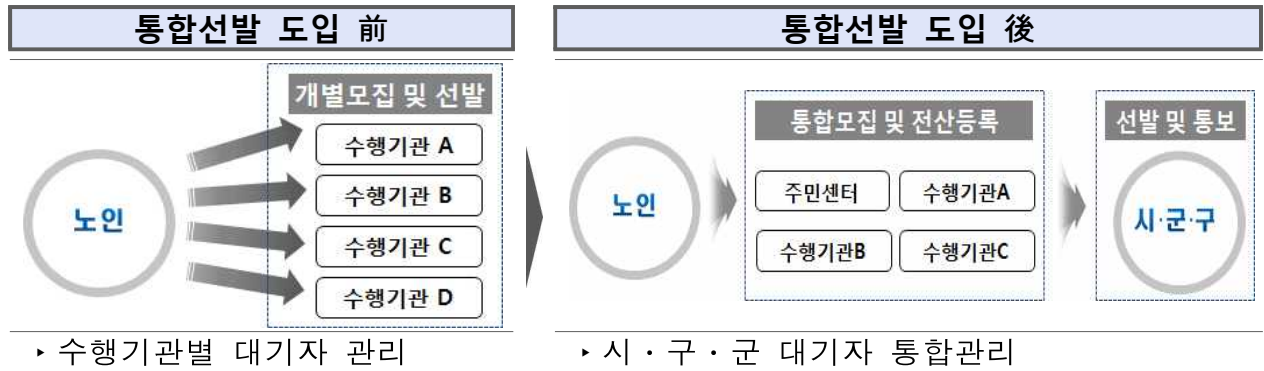 통합선발 도입 前
개별모집 및 선발
노인
수행기관 A
수행기관 B
수행기관 C
수행기관 D
‣수행기관별 대기자 관리
통합선발 도입 後
노인
통합모집 및 전산등록
주민센터
수행기관A
수행기관B
수행기관C
선발 및 통보
시·군·구
‣시·구·군 대기자 통합관리